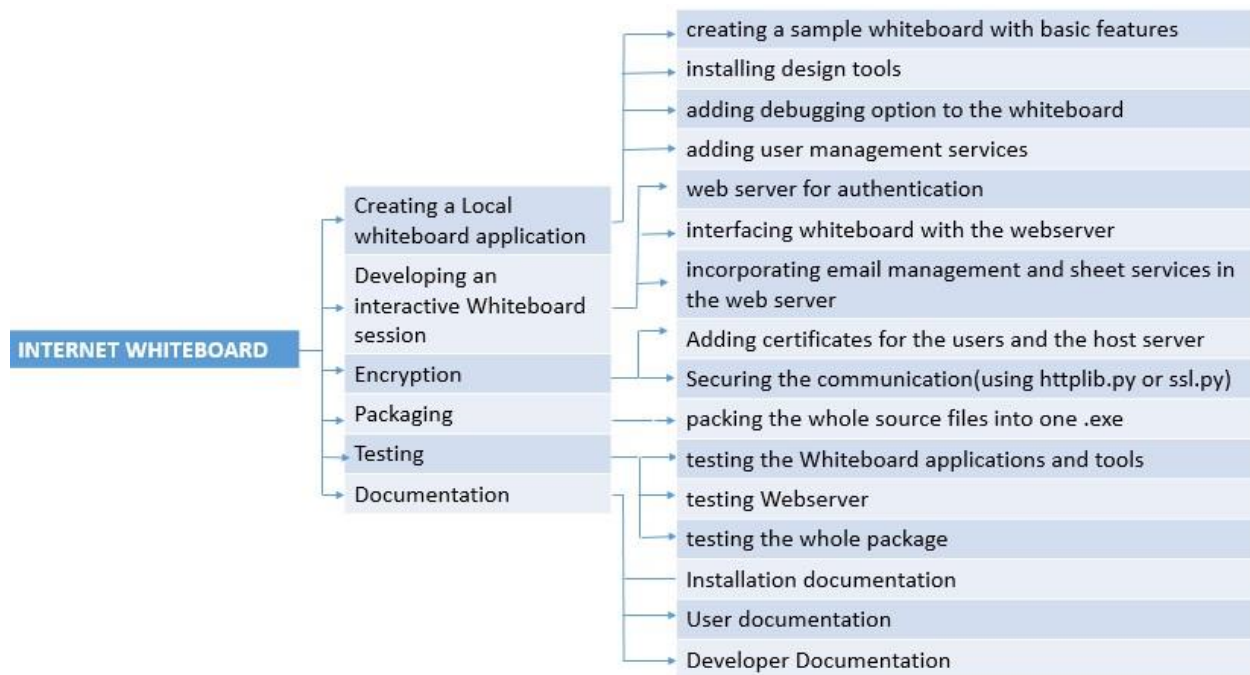 INTERNET WHITEBOARD
Creating a Local
whiteboard application
Developing an
interactive Whiteboard
session
Encryption
Packaging
Testing
Documentation
creating a sample whiteboard with basic features
installing design tools
adding debugging option to the whiteboard
adding user management services
web server for authentication
interfacing whiteboard with the webserver
incorporating email management and sheet services in
the web server
Adding certificates for the users and the host server
Securing the communication(using httplib.py or ssl.py)
packing the whole source files into one .exe
testing the Whiteboard applications and tools
testing Webserver
testing the whole package
Installation documentation
User documentation
Developer Documentation